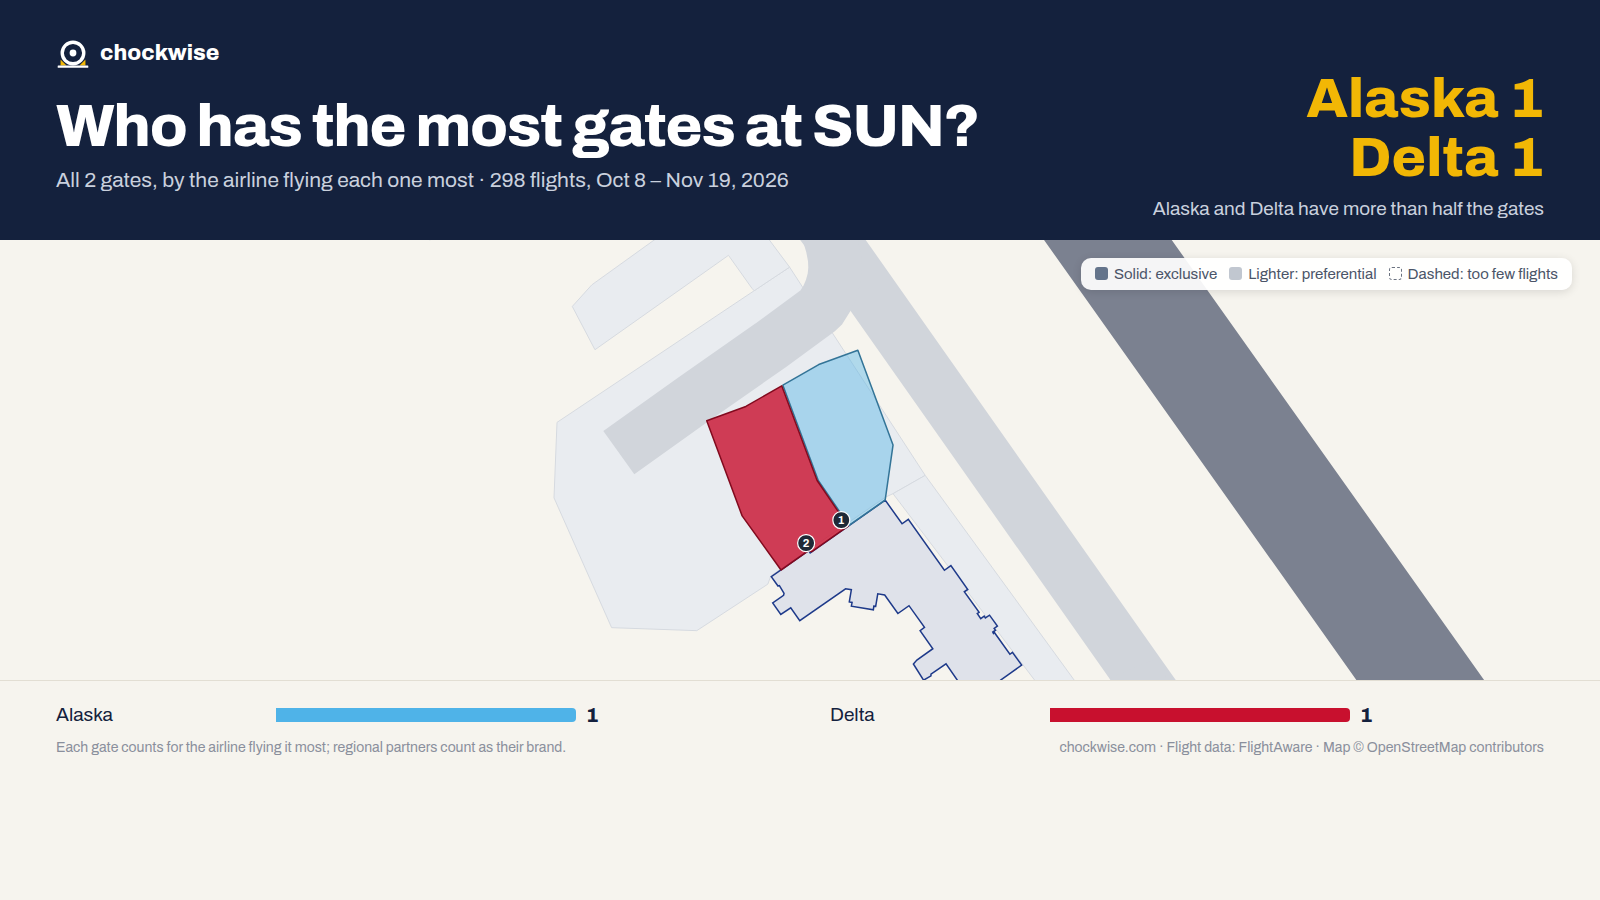 chockwise
Who has the most gates at SUN?
All 2 gates, by the airline flying each one most · 298 flights, Oct 8 – Nov 19, 2026
Alaska 1
Delta 1
Alaska and Delta have more than half the gates
Solid: exclusive Lighter: preferential Dashed: too few flights
1
2
Alaska 1
Delta 1
Each gate counts for the airline flying it most; regional partners count as their brand.
chockwise.com · Flight data: FlightAware · Map © OpenStreetMap contributors